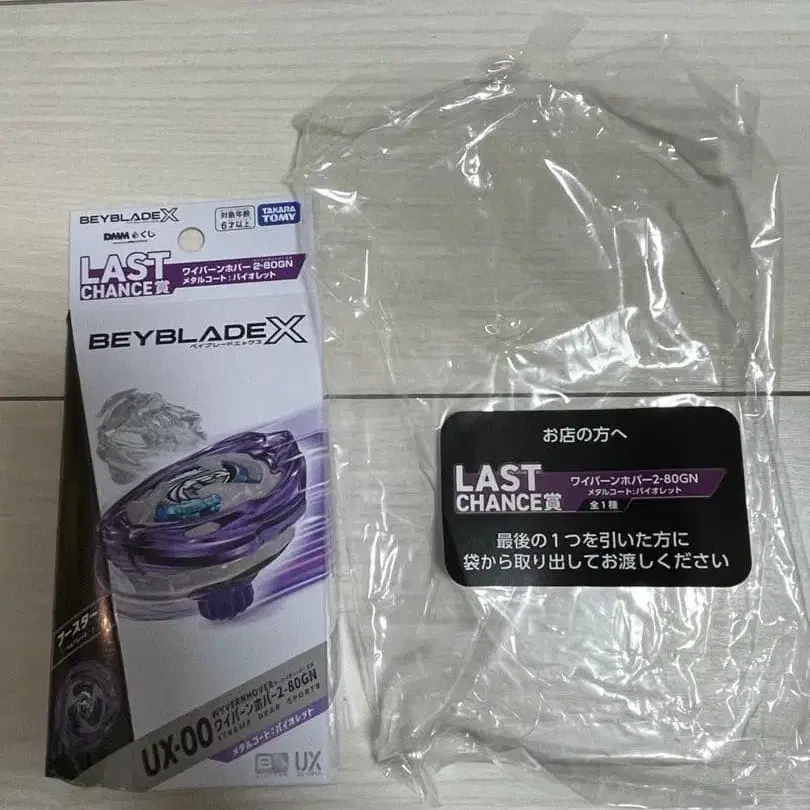 BEYBLADE X
対象年齢
6才以上
TAKARA
TOMY
DMMくじ
LAST
CHANCE賞
ワイバーンホバー 2-80GN
メタルコート:バイオレット
BEYBLADE X
ベイブレードエックス
ブースター
UX-00
WYVERNHOVER
ワイバーンホバー2-80GN
XTREME GEAR SPORTS
メタルコート:バイオレット
UX
お店の方へ
LAST
CHANCE賞
ワイバーンホバー2-80GN
メタルコート:バイオレット
全1種
最後の1つを引いた方に
袋から取り出してお渡しください